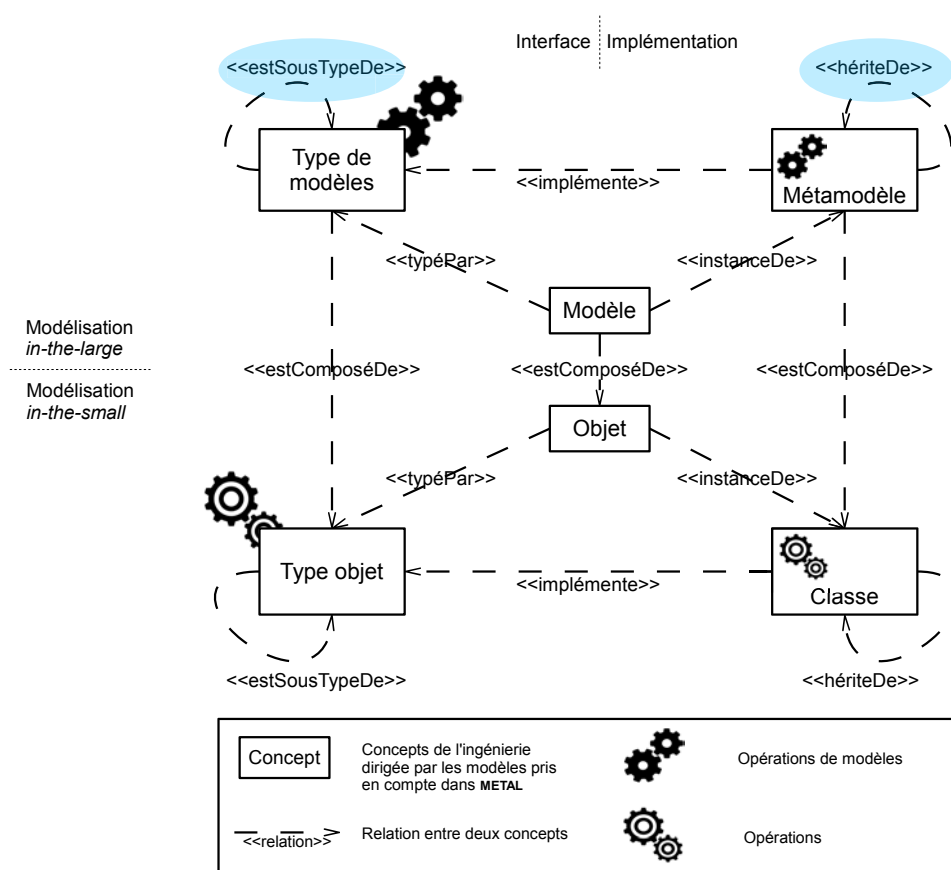 Interface Implémentation
<<estSousTypeDe>> <<hériteDe>>
Type de
modèles
Métamodèle
<<implémente>>
<<typéPar>> <<instanceDe>>
Modèle
Modélisation
in-the-large
<<estComposéDe>> <<estComposéDe>> <<estComposéDe>>
Modélisation
in-the-small
Objet
<<typéPar>> <<instanceDe>>
Type objet
Classe
<<implémente>>
<<estSousTypeDe>> <<hériteDe>>
Concept
Concepts de l'ingénierie
dirigée par les modèles pris
en compte dans METAL
Opérations de modèles
<<relation>>
Relation entre deux concepts
Opérations